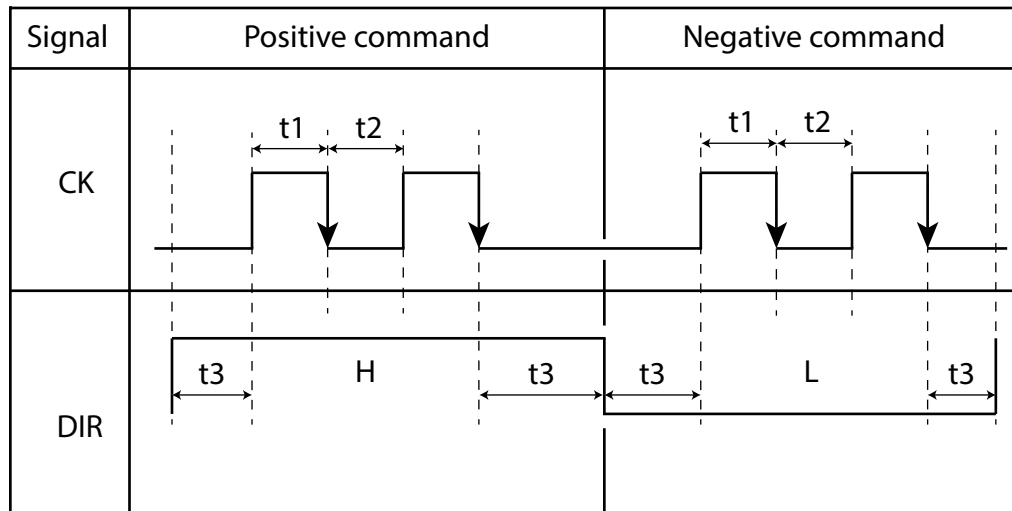 Signal Positive command Negative command
t1 t2 t1 t2
CK
t3 H t3 t3 L t3
DIR